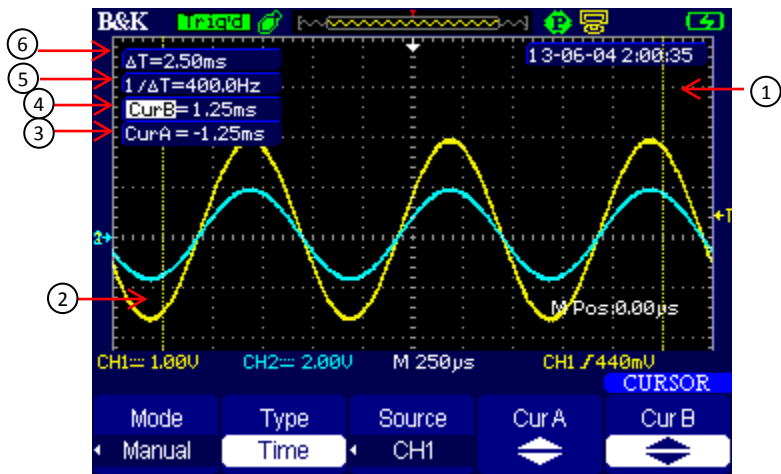 B&K Trig'd P
6
ΔT=2.50ms
13-06-04 2:00:35
5
1/ΔT=400.0Hz
1
4
CurB=1.25ms
3
CurA=-1.25ms
T
2
2
M Pos:0.00μs
CH1 1.00V CH2 2.00V M 250μs CH1 440mV
CURSOR
Mode Type Source Cur A Cur B
Manual Time CH1